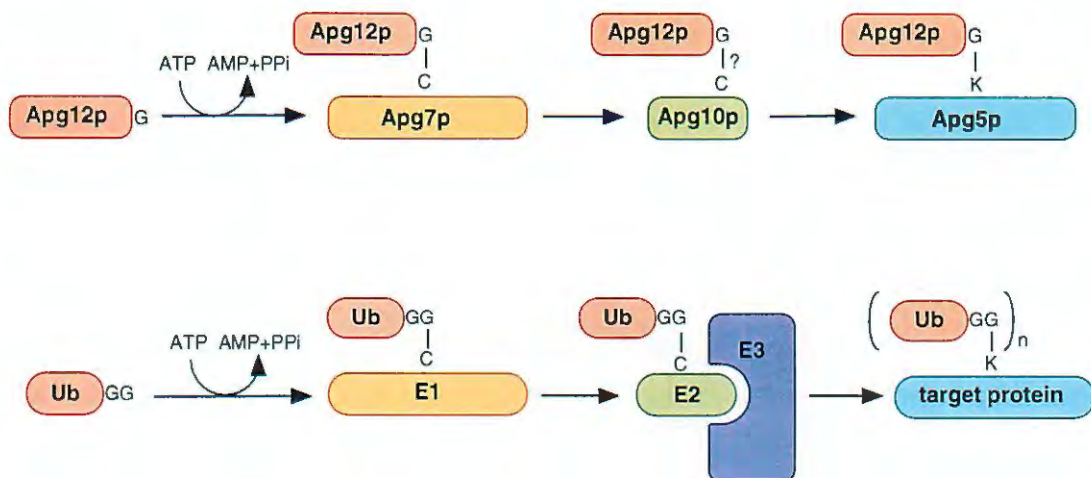 Apg12p G
C
Apg12p G
?
C
Apg12p G
K
ATP AMP+PPi
Apg12p G
Apg7p
Apg10p
Apg5p
Ub GG
C
Ub GG
C
E3
( Ub GG ) n
K
ATP AMP+PPi
Ub GG
E1
E2
target protein